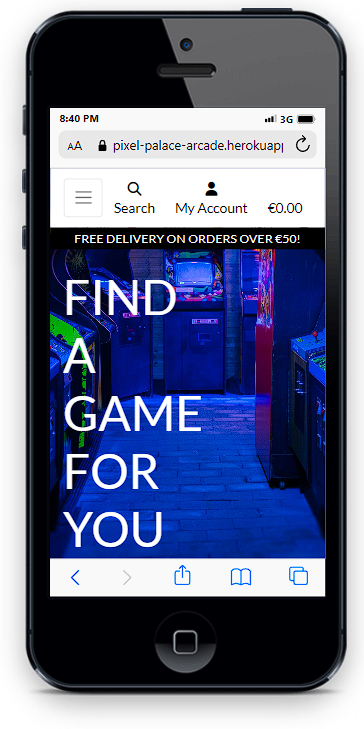 8:40 PM 3G
AA pixel-palace-arcade.herokuapp
Search My Account €0.00
FREE DELIVERY ON ORDERS OVER €50!
FIND
A
GAME
FOR
YOU